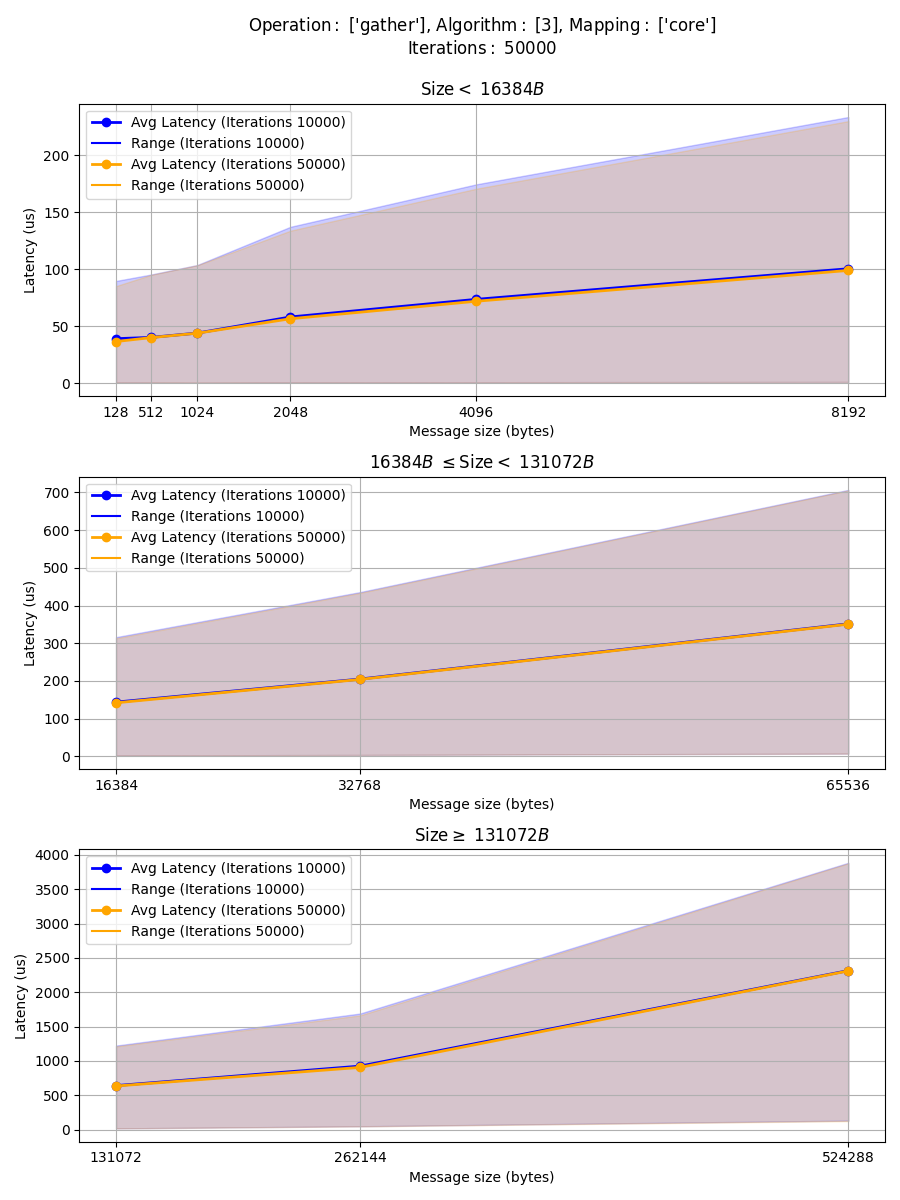 Operation : ['gather'], Algorithm : [3], Mapping : ['core']
Iterations : 50000
Size < 16384B
Avg Latency (Iterations 10000)
Range (Iterations 10000)
Avg Latency (Iterations 50000)
Range (Iterations 50000)
Latency (us)
200
150
100
50
0
128 512 1024 2048 4096 8192
Message size (bytes)
16384B ≤ Size < 131072B
Avg Latency (Iterations 10000)
Range (Iterations 10000)
Avg Latency (Iterations 50000)
Range (Iterations 50000)
Latency (us)
700
600
500
400
300
200
100
0
16384 32768 65536
Message size (bytes)
Size ≥ 131072B
Avg Latency (Iterations 10000)
Range (Iterations 10000)
Avg Latency (Iterations 50000)
Range (Iterations 50000)
Latency (us)
4000
3500
3000
2500
2000
1500
1000
500
0
131072 262144 524288
Message size (bytes)